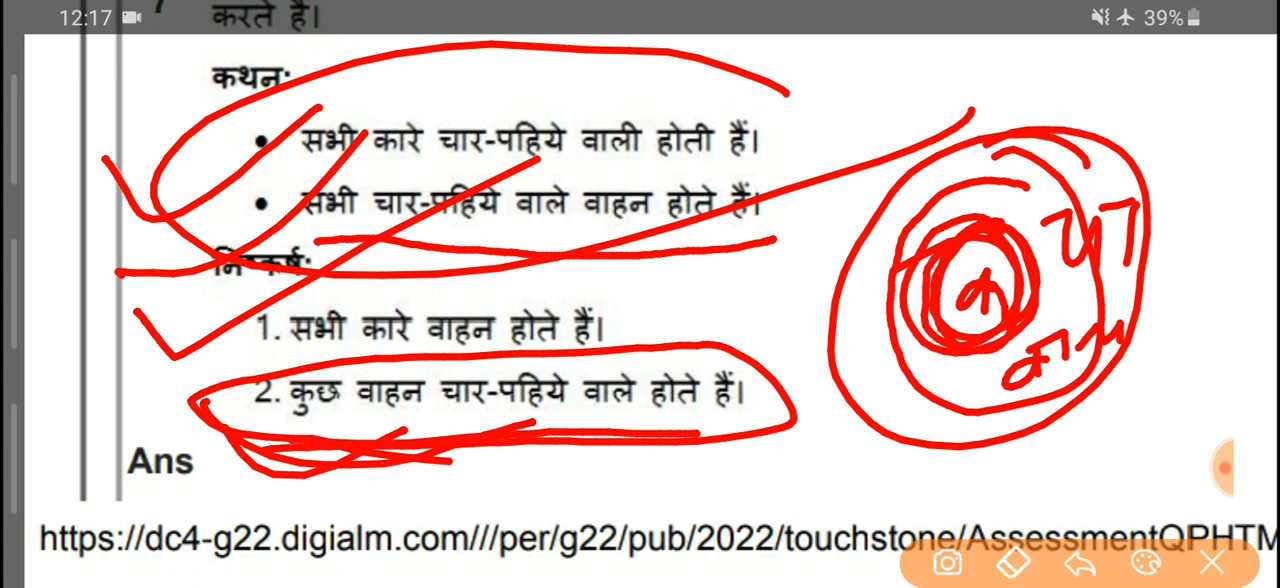 12:17 39%
करते हैं।
कथन:
• सभी कारे चार-पहिये वाली होती हैं।
• सभी चार-पहिये वाले वाहन होते हैं।
निष्कर्ष:
1. सभी कारे वाहन होते हैं।
2. कुछ वाहन चार-पहिये वाले होते हैं।
Ans
https://dc4-g22.digialm.com///per/g22/pub/2022/touchstone/AssessmentQPHTM